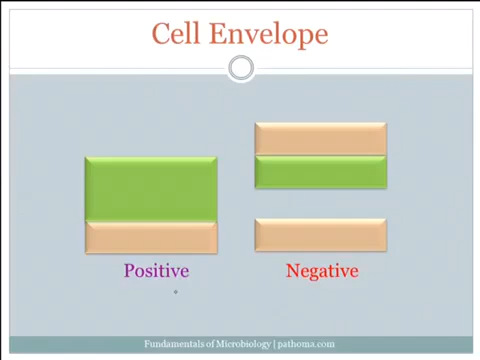 Cell Envelope
Positive
Negative
Fundamentals of Microbiology | pathoma.com